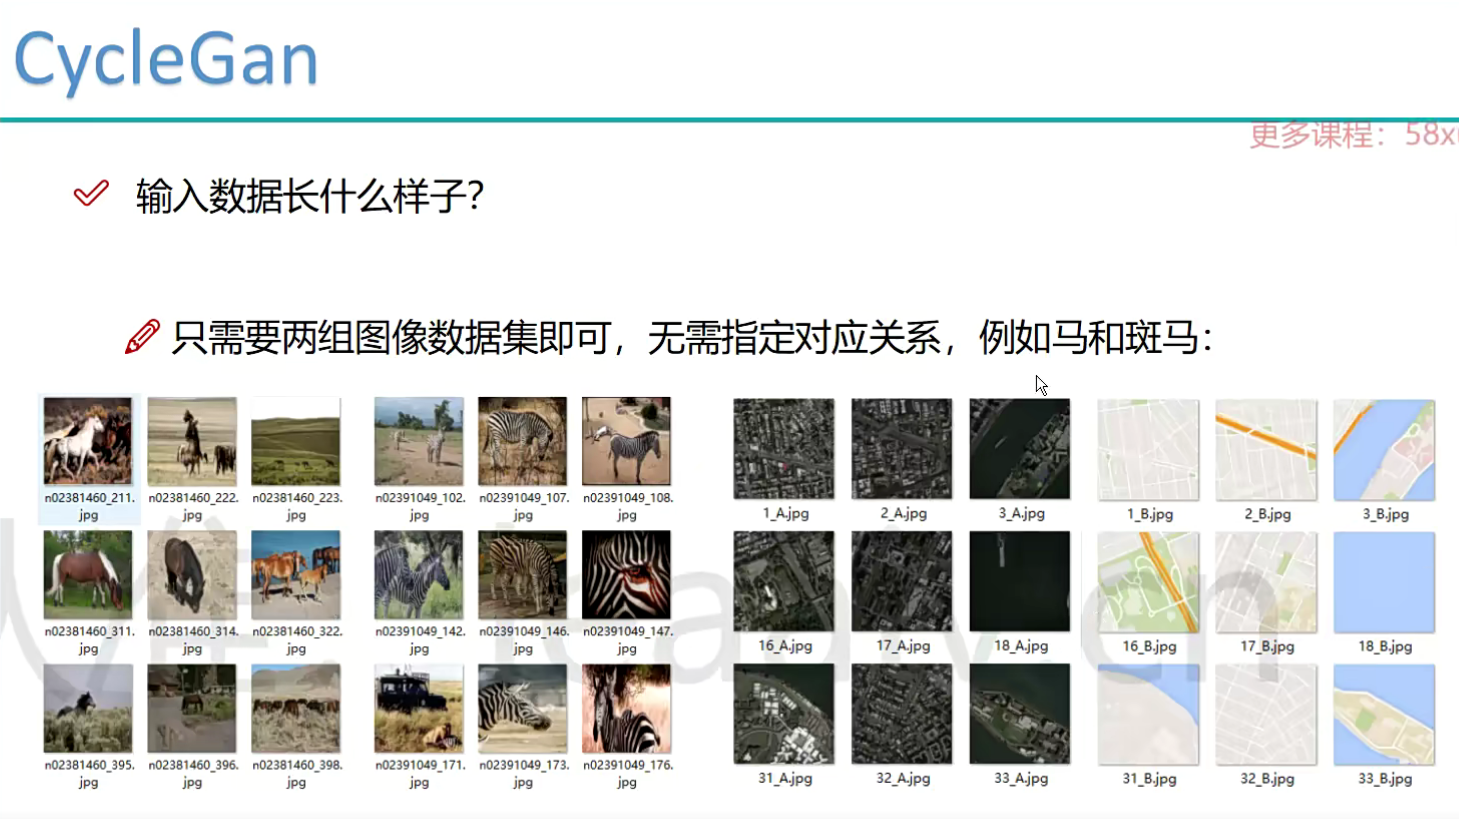 CycleGan
更多课程：58x
输入数据长什么样子？
只需要两组图像数据集即可，无需指定对应关系，例如马和斑马：
n02381460_211.jpg
n02381460_222.jpg
n02381460_223.jpg
n02391049_102.jpg
n02391049_107.jpg
n02391049_108.jpg
1_A.jpg
2_A.jpg
3_A.jpg
1_B.jpg
2_B.jpg
3_B.jpg
n02381460_311.jpg
n02381460_314.jpg
n02381460_322.jpg
n02391049_142.jpg
n02391049_146.jpg
n02391049_147.jpg
16_A.jpg
17_A.jpg
18_A.jpg
16_B.jpg
17_B.jpg
18_B.jpg
n02381460_395.jpg
n02381460_396.jpg
n02381460_398.jpg
n02391049_171.jpg
n02391049_173.jpg
n02391049_176.jpg
31_A.jpg
32_A.jpg
33_A.jpg
31_B.jpg
32_B.jpg
33_B.jpg